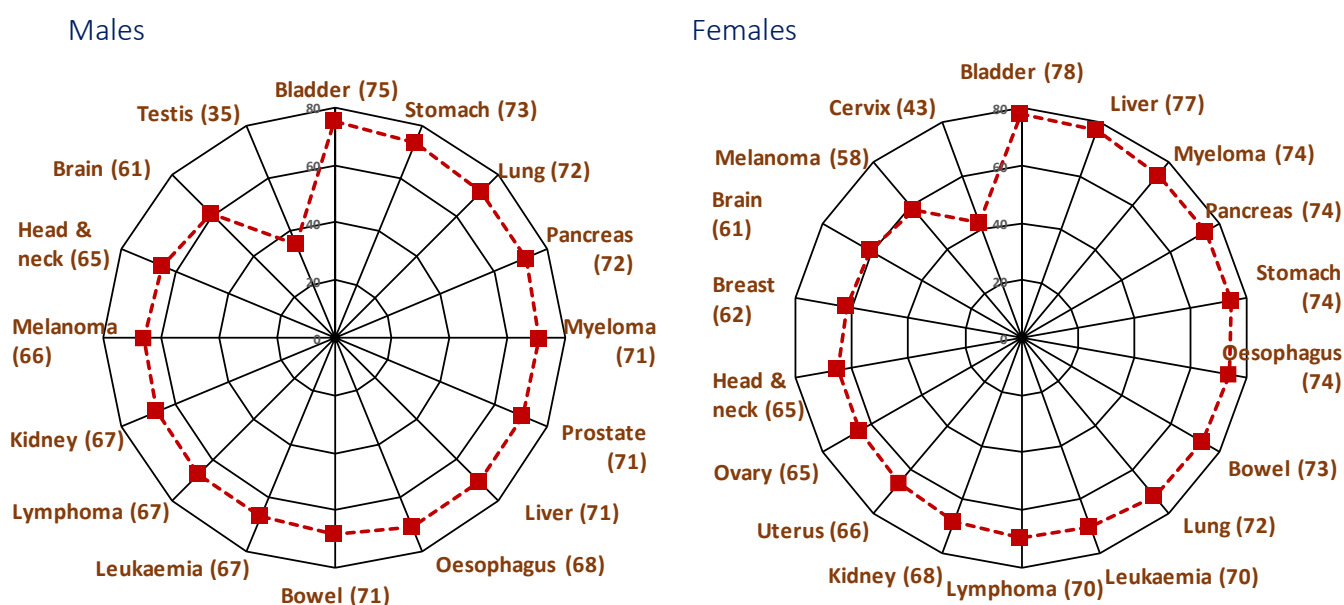 Males
Bladder (75)
Stomach (73)
Lung (72)
Pancreas
(72)
Myeloma
(71)
Prostate
(71)
Liver (71)
Oesophagus (68)
Bowel (71)
Leukaemia (67)
Lymphoma (67)
Kidney (67)
Melanoma
(66)
Head &
neck (65)
Brain (61)
Testis (35)
80
60
40
20
0
Females
Bladder (78)
Liver (77)
Myeloma (74)
Pancreas (74)
Stomach
(74)
Oesophagus
(74)
Bowel (73)
Lung (72)
Leukaemia (70)
Lymphoma (70)
Kidney (68)
Uterus (66)
Ovary (65)
Head &
neck (65)
Breast
(62)
Brain
(61)
Melanoma (58)
Cervix (43)
80
60
40
20
0